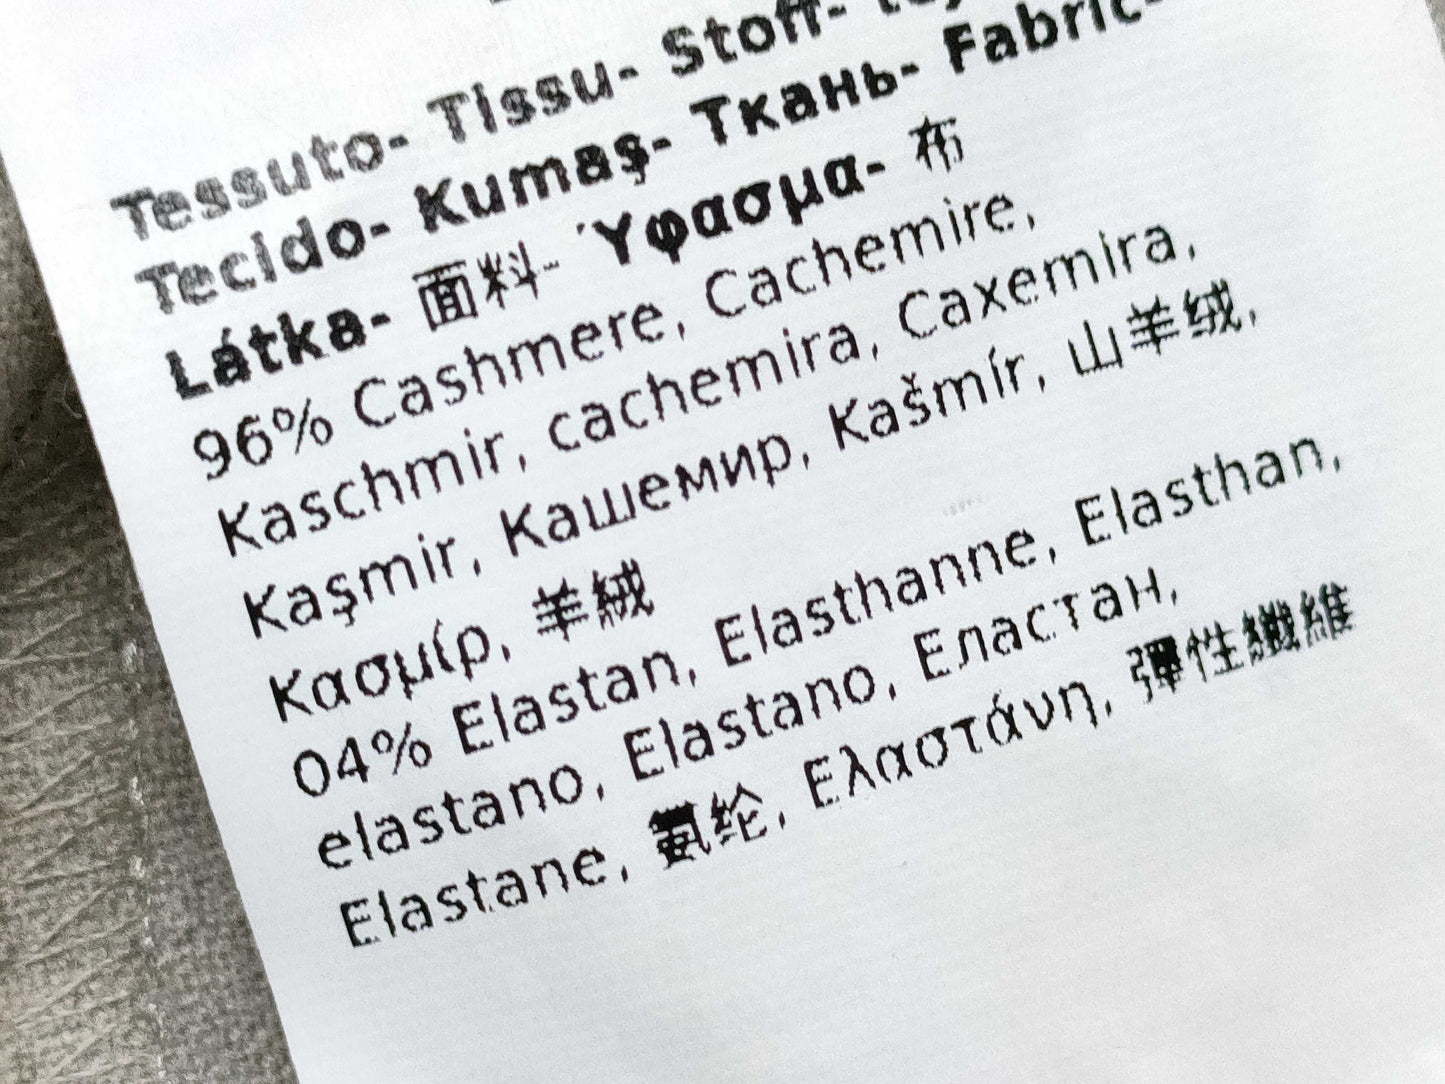 Tessuto- Tissu- Stoff-
Tecido- Kumaş- Ткань- Fabric-
Látka- 面料- Ύφασμα- 布
96% Cashmere, Cachemire,
Kaschmir, cachemira, Caxemira,
Kaşmir, Кашемир, Kašmír, 山羊绒,
Κασμίρ, 羊絨
04% Elastan, Elasthanne, Elasthan,
elastano, Elastano, Еластан,
Elastane, 氨纶, Ελαστάνη, 彈性纖維